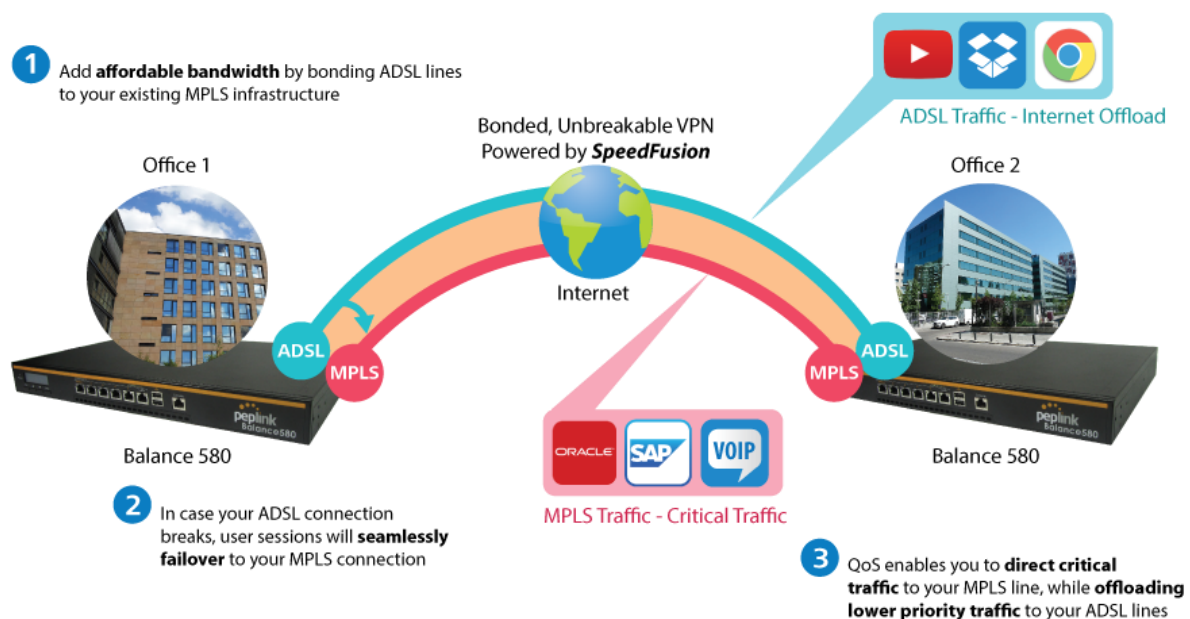 1
Add affordable bandwidth by bonding ADSL lines
to your existing MPLS infrastructure
Bonded, Unbreakable VPN
Powered by SpeedFusion
ADSL Traffic - Internet Offload
Office 1
Office 2
Internet
ADSL
MPLS
MPLS
ADSL
peplink
Balance580
peplink
Balance580
Balance 580
Balance 580
ORACLE
SAP
VOIP
MPLS Traffic - Critical Traffic
2
In case your ADSL connection
breaks, user sessions will seamlessly
failover to your MPLS connection
3
QoS enables you to direct critical
traffic to your MPLS line, while offloading
lower priority traffic to your ADSL lines